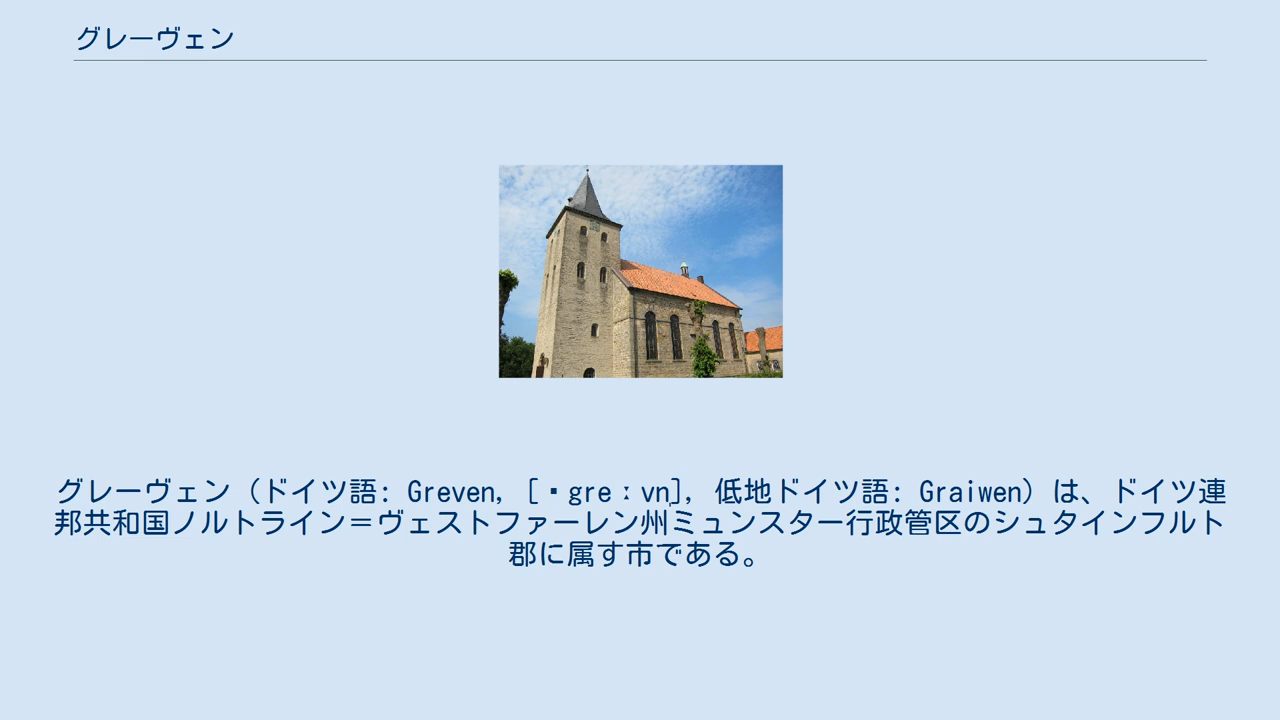 グレーヴェン
グレーヴェン（ドイツ語: Greven, [ˈgreːvn̩], 低地ドイツ語: Graiwen）は、ドイツ連
邦共和国ノルトライン＝ヴェストファーレン州ミュンスター行政管区のシュタインフルト
郡に属す市である。